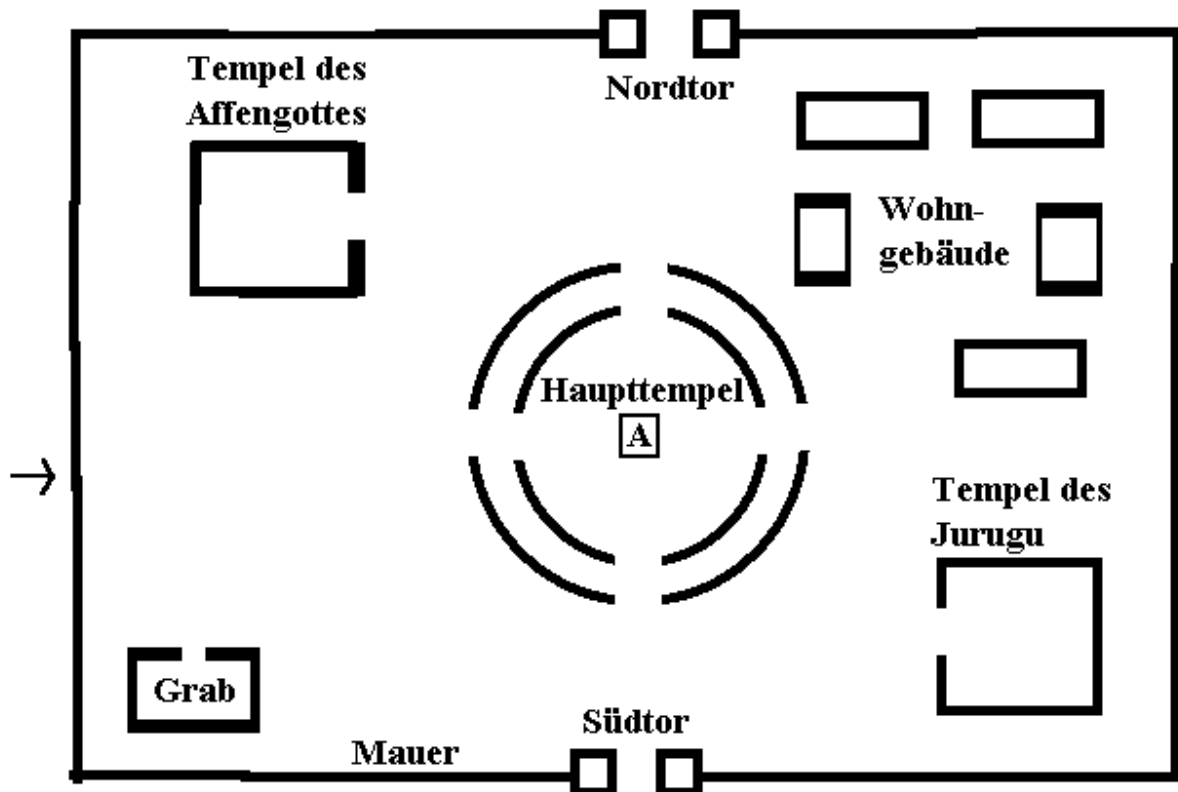 Tempel des
Affengottes
Nordtor
Wohn-
gebäude
Haupttempel
A
Tempel des
Jurugu
Grab
Südtor
Mauer